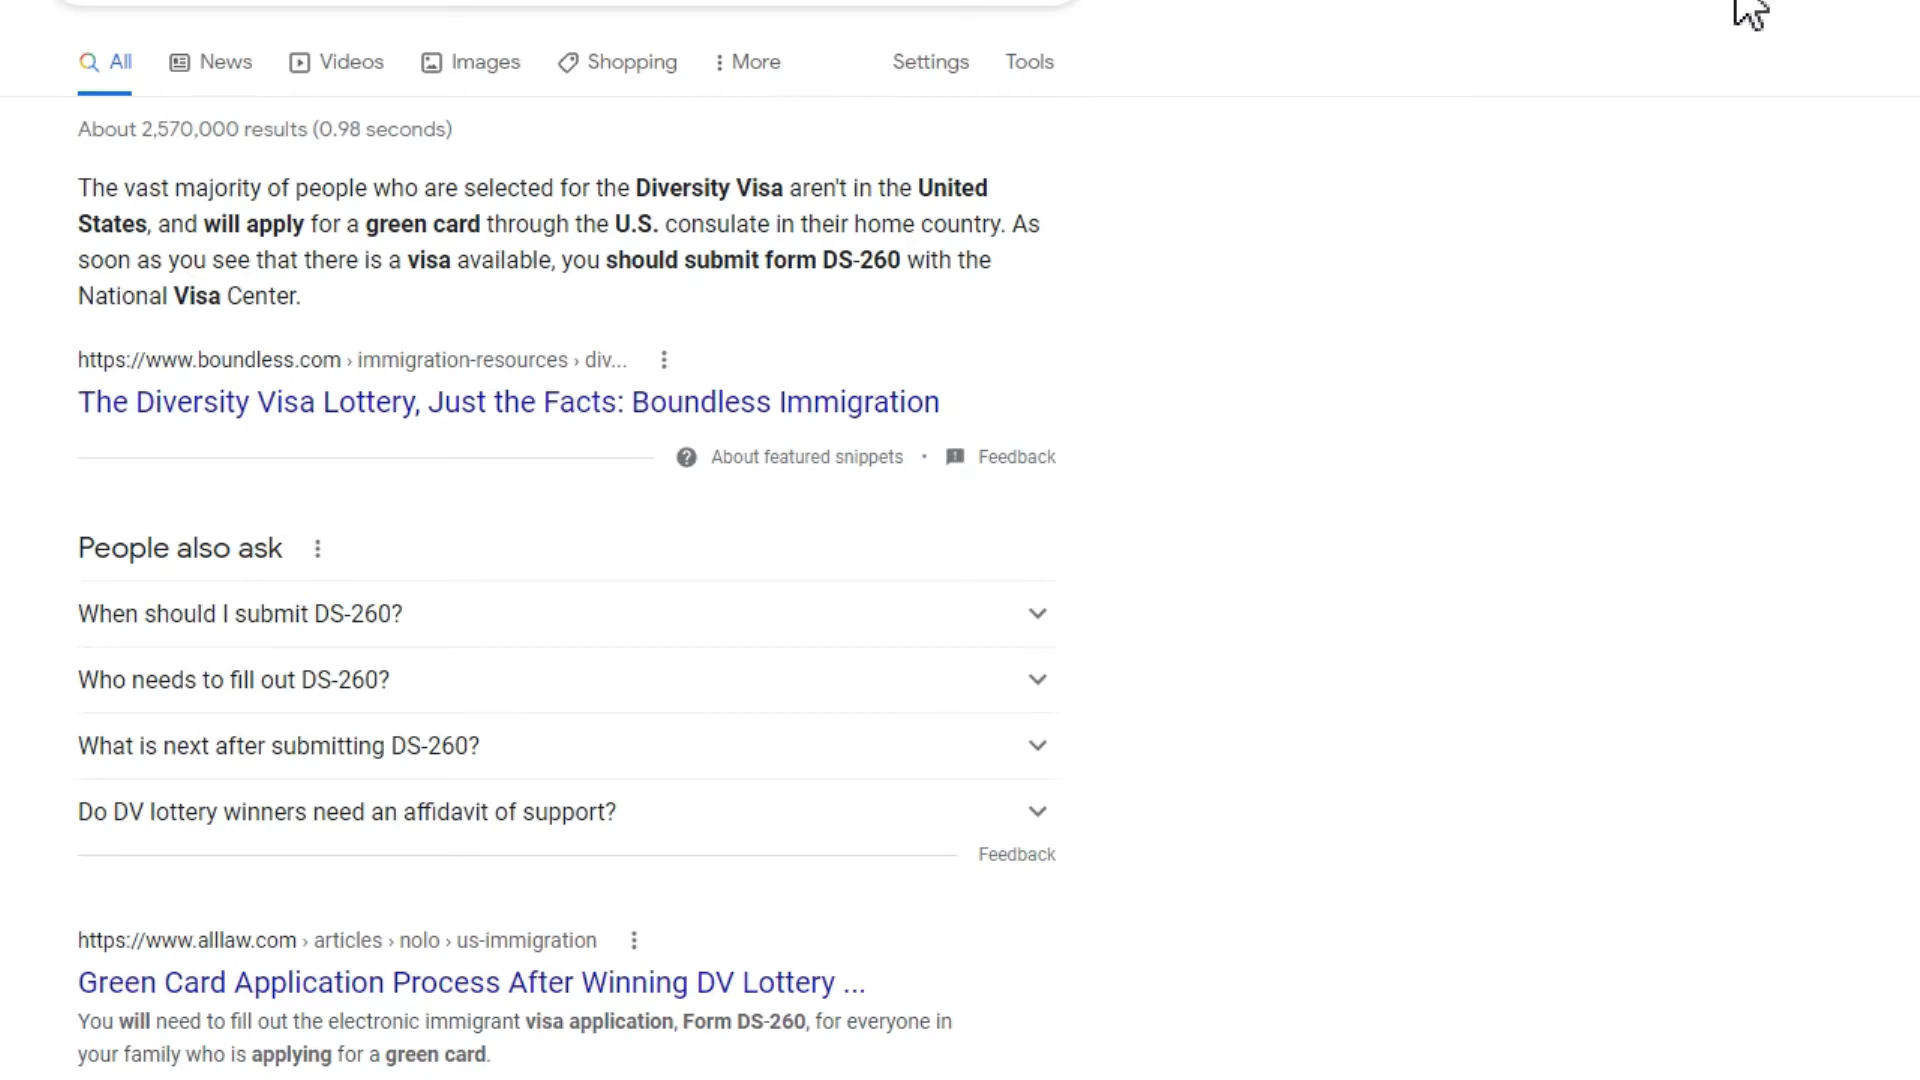 All News Videos Images Shopping More Settings Tools
About 2,570,000 results (0.98 seconds)
The vast majority of people who are selected for the Diversity Visa aren't in the United
States, and will apply for a green card through the U.S. consulate in their home country. As
soon as you see that there is a visa available, you should submit form DS-260 with the
National Visa Center.
https://www.boundless.com › immigration-resources › div...
The Diversity Visa Lottery, Just the Facts: Boundless Immigration
About featured snippets • Feedback
People also ask
When should I submit DS-260?
Who needs to fill out DS-260?
What is next after submitting DS-260?
Do DV lottery winners need an affidavit of support?
Feedback
https://www.alllaw.com › articles › nolo › us-immigration
Green Card Application Process After Winning DV Lottery ...
You will need to fill out the electronic immigrant visa application, Form DS-260, for everyone in
your family who is applying for a green card.